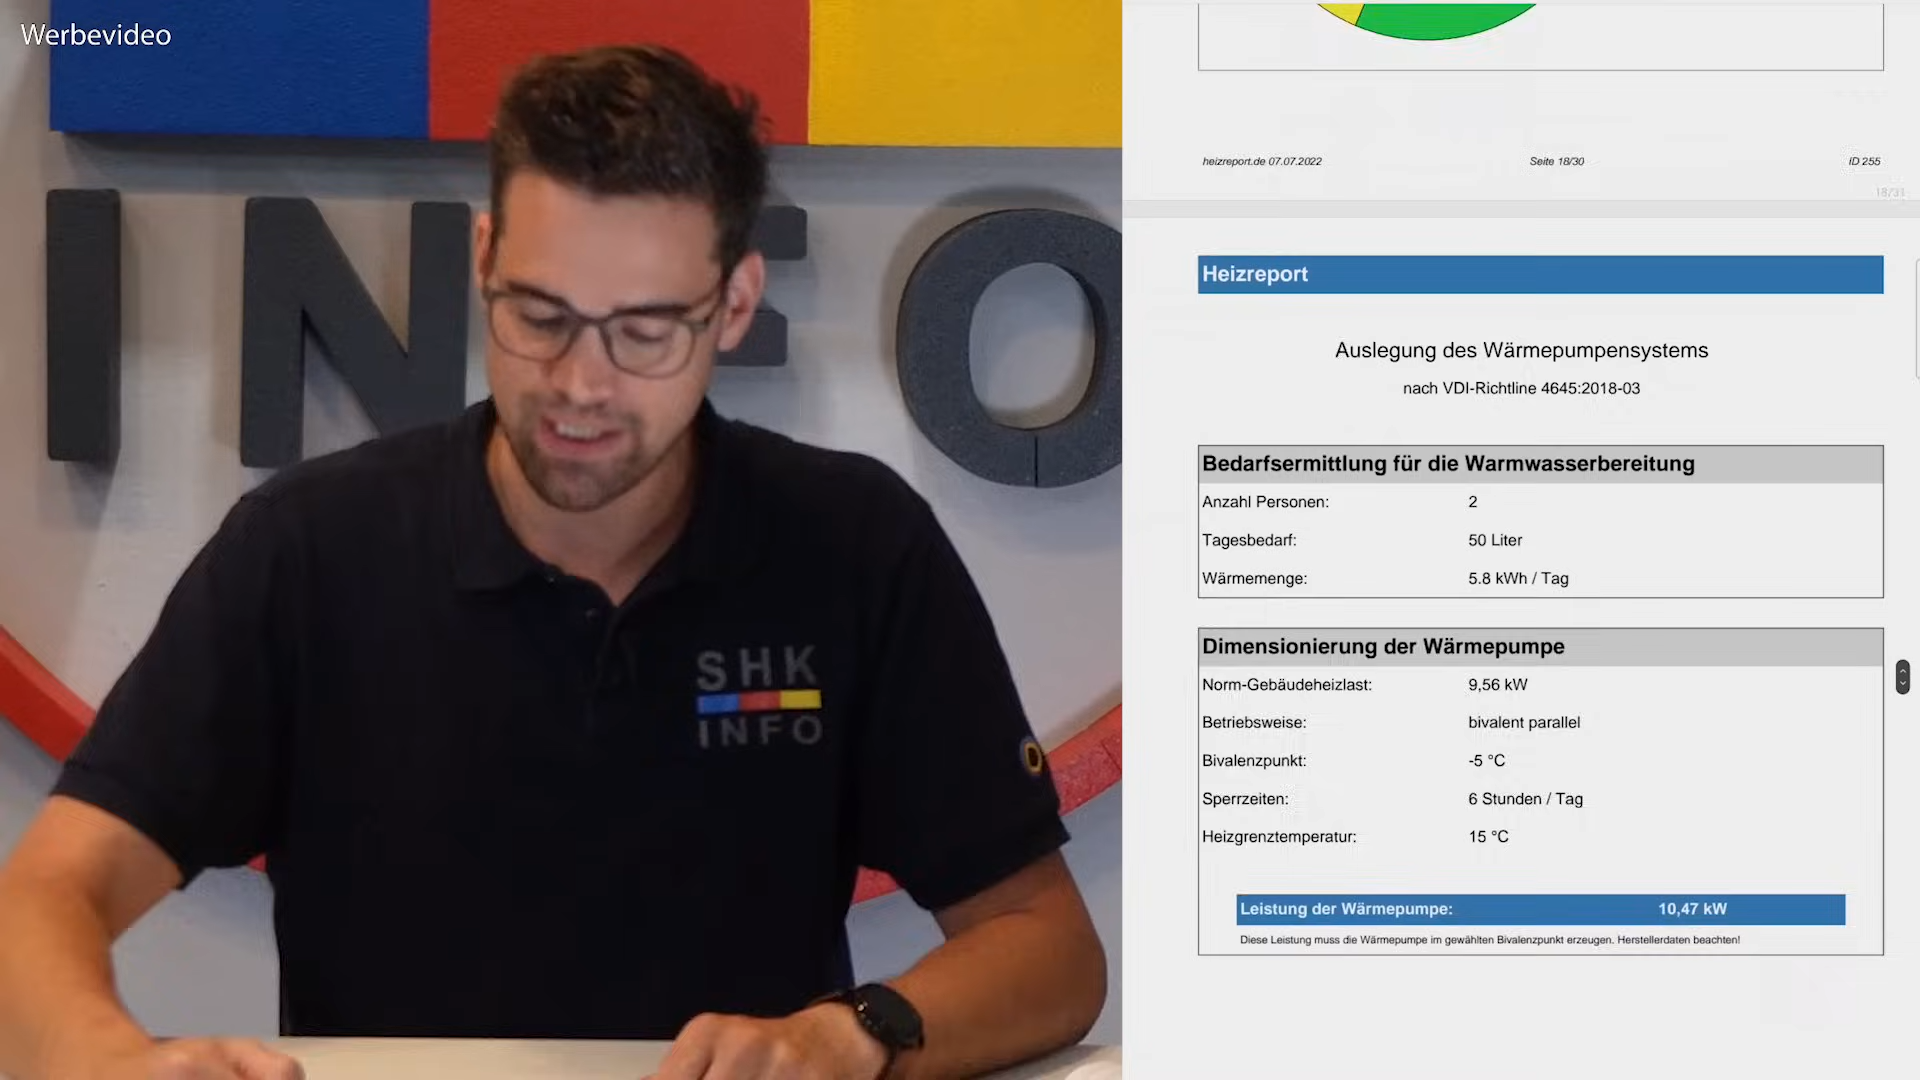 Werbevideo
INFO
SHK
INFO
heizreport.de 07.07.2022 Seite 18/30 ID 255
18/31
Heizreport
Auslegung des Wärmepumpensystems
nach VDI-Richtline 4645:2018-03
Bedarfsermittlung für die Warmwasserbereitung
Anzahl Personen: 2
Tagesbedarf: 50 Liter
Wärmemenge: 5.8 kWh / Tag
Dimensionierung der Wärmepumpe
Norm-Gebäudeheizlast: 9,56 kW
Betriebsweise: bivalent parallel
Bivalenzpunkt: -5 °C
Sperrzeiten: 6 Stunden / Tag
Heizgrenztemperatur: 15 °C
Leistung der Wärmepumpe: 10,47 kW
Diese Leistung muss die Wärmepumpe im gewählten Bivalenzpunkt erzeugen. Herstellerdaten beachten!